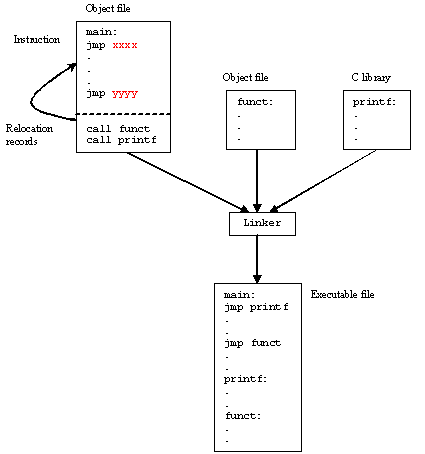 Object file
Instruction
main:
jmp xxxx
.
.
.
jmp yyyy
Relocation
records
call funct
call printf
Object file
funct:
.
.
.
C library
printf:
.
.
.
Linker
Executable file
main:
jmp printf
.
.
jmp funct
.
.
printf:
.
.
funct:
.
.